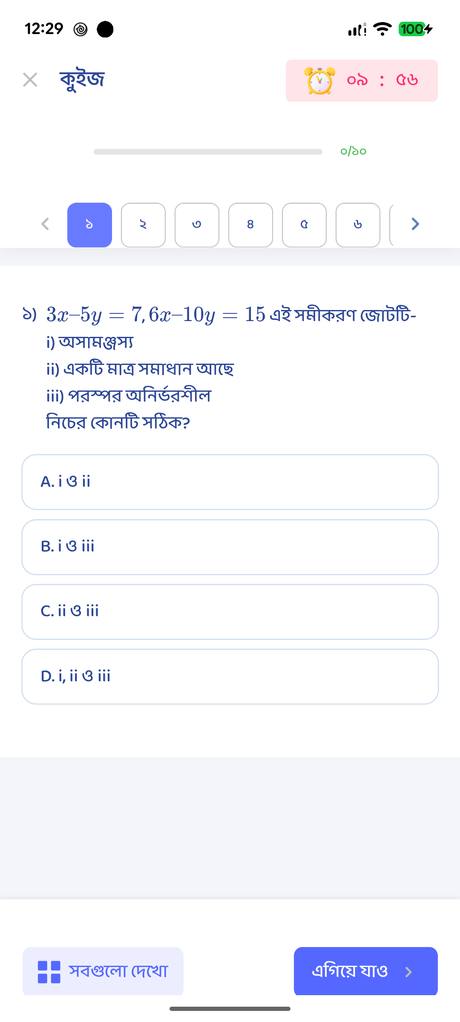 12:29
100
কুইজ
০৯ : ৫৬
০/১০
১ ২ ৩ ৪ ৫ ৬
১) 3x–5y = 7, 6x–10y = 15 এই সমীকরণ জোটটি-
i) অসামঞ্জস্য
ii) একটি মাত্র সমাধান আছে
iii) পরস্পর অনির্ভরশীল
নিচের কোনটি সঠিক?
A. i ও ii
B. i ও iii
C. ii ও iii
D. i, ii ও iii
সবগুলো দেখো
এগিয়ে যাও